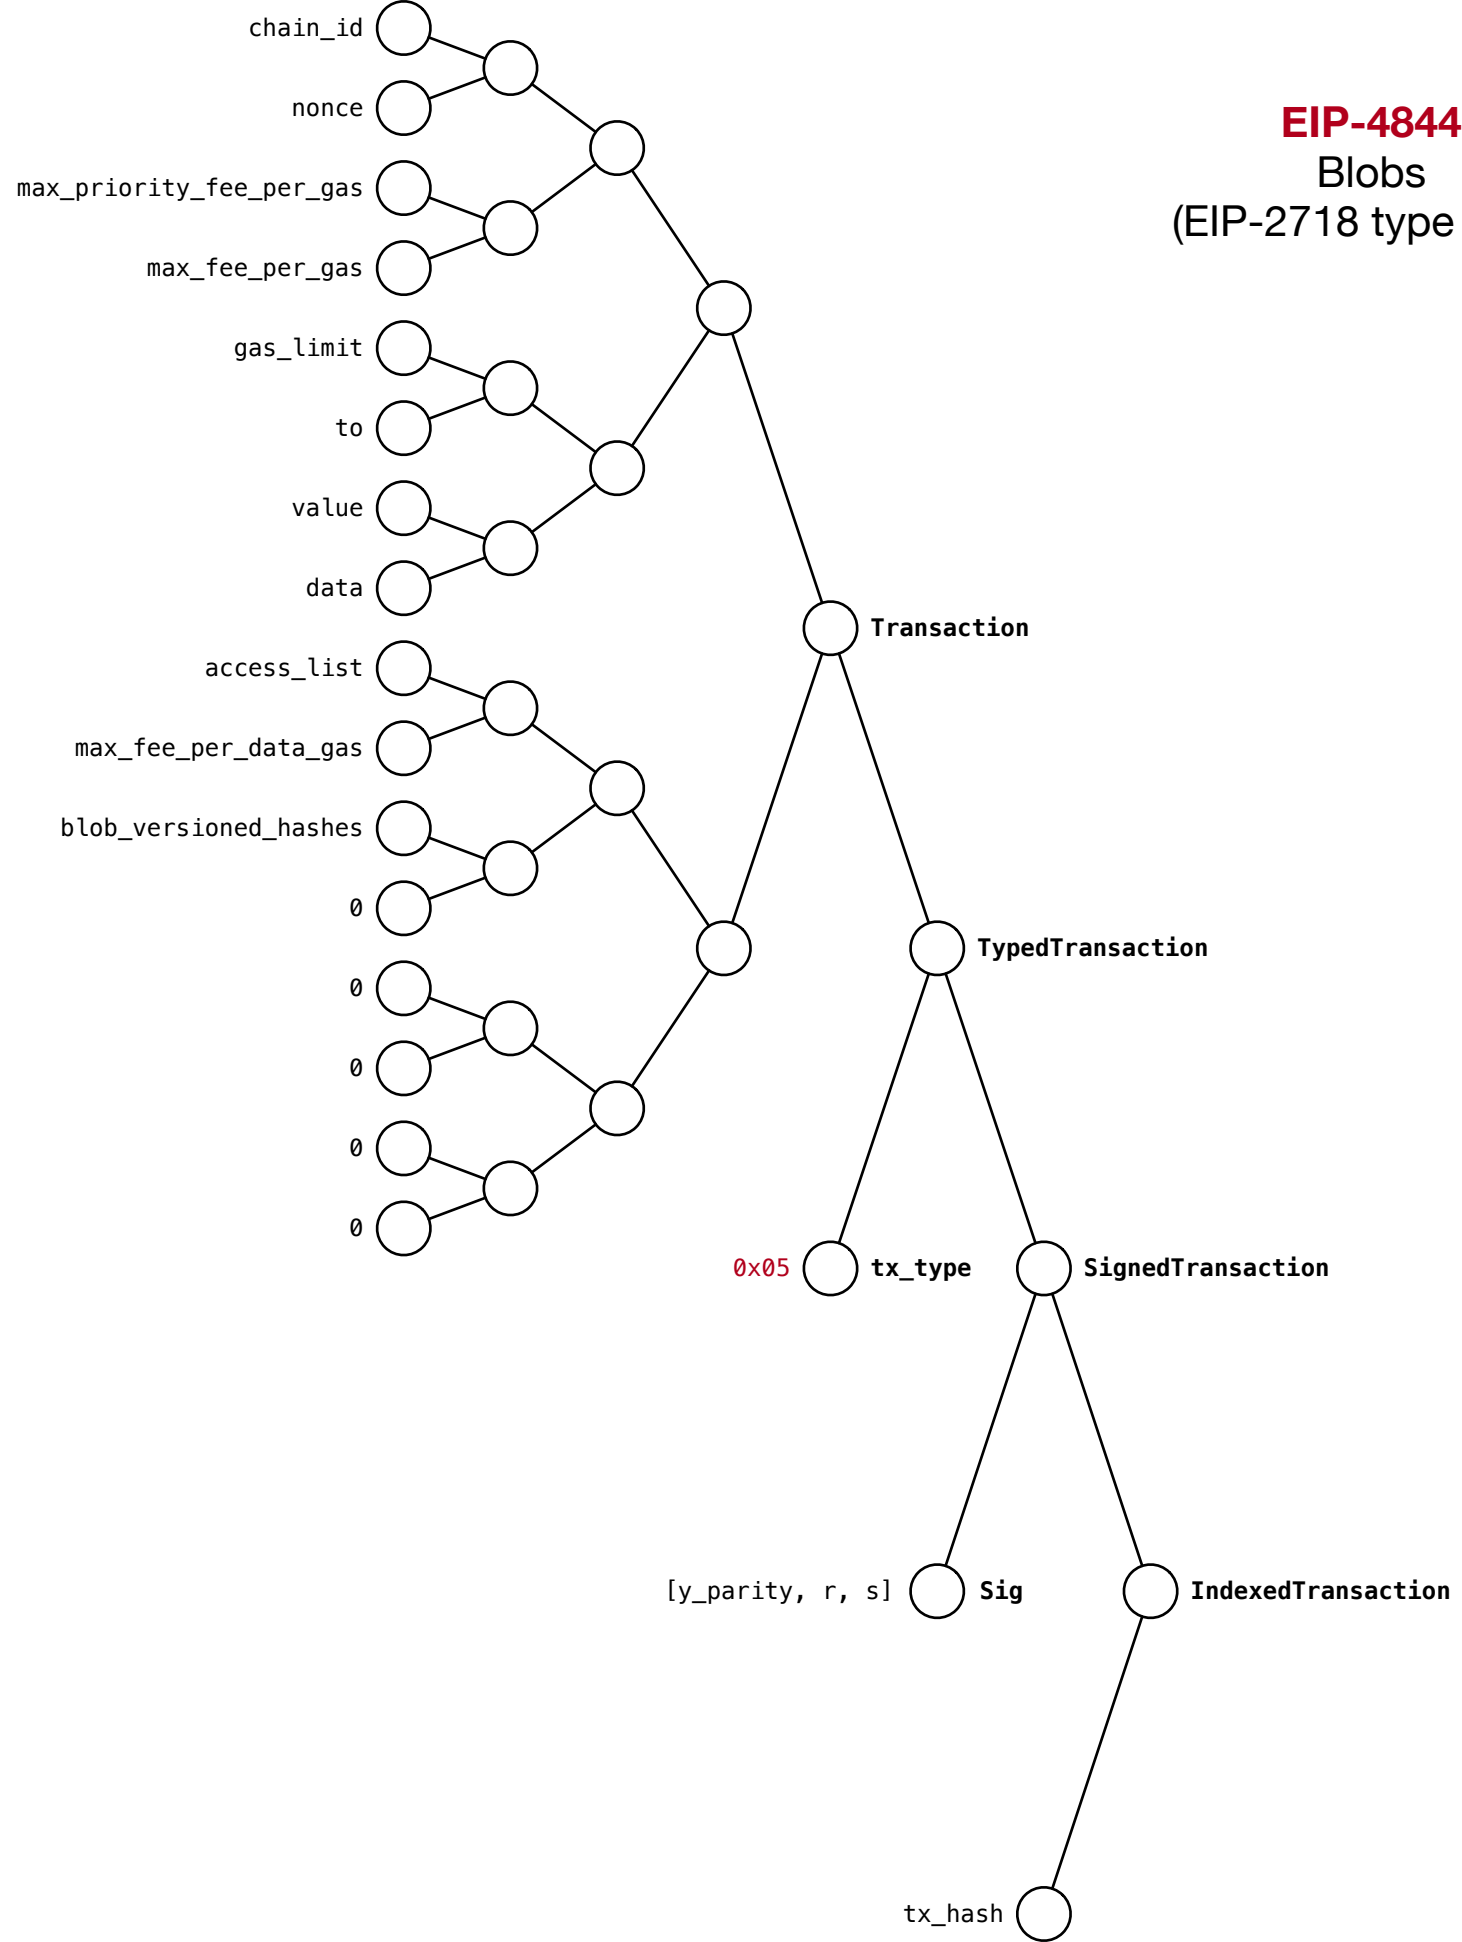 chain_id
nonce
max_priority_fee_per_gas
max_fee_per_gas
gas_limit
to
value
data
access_list
max_fee_per_data_gas
blob_versioned_hashes
0
0
0
0
0
EIP-4844
Blobs
(EIP-2718 type
Transaction
TypedTransaction
0x05 tx_type
SignedTransaction
[y_parity, r, s] Sig
IndexedTransaction
tx_hash